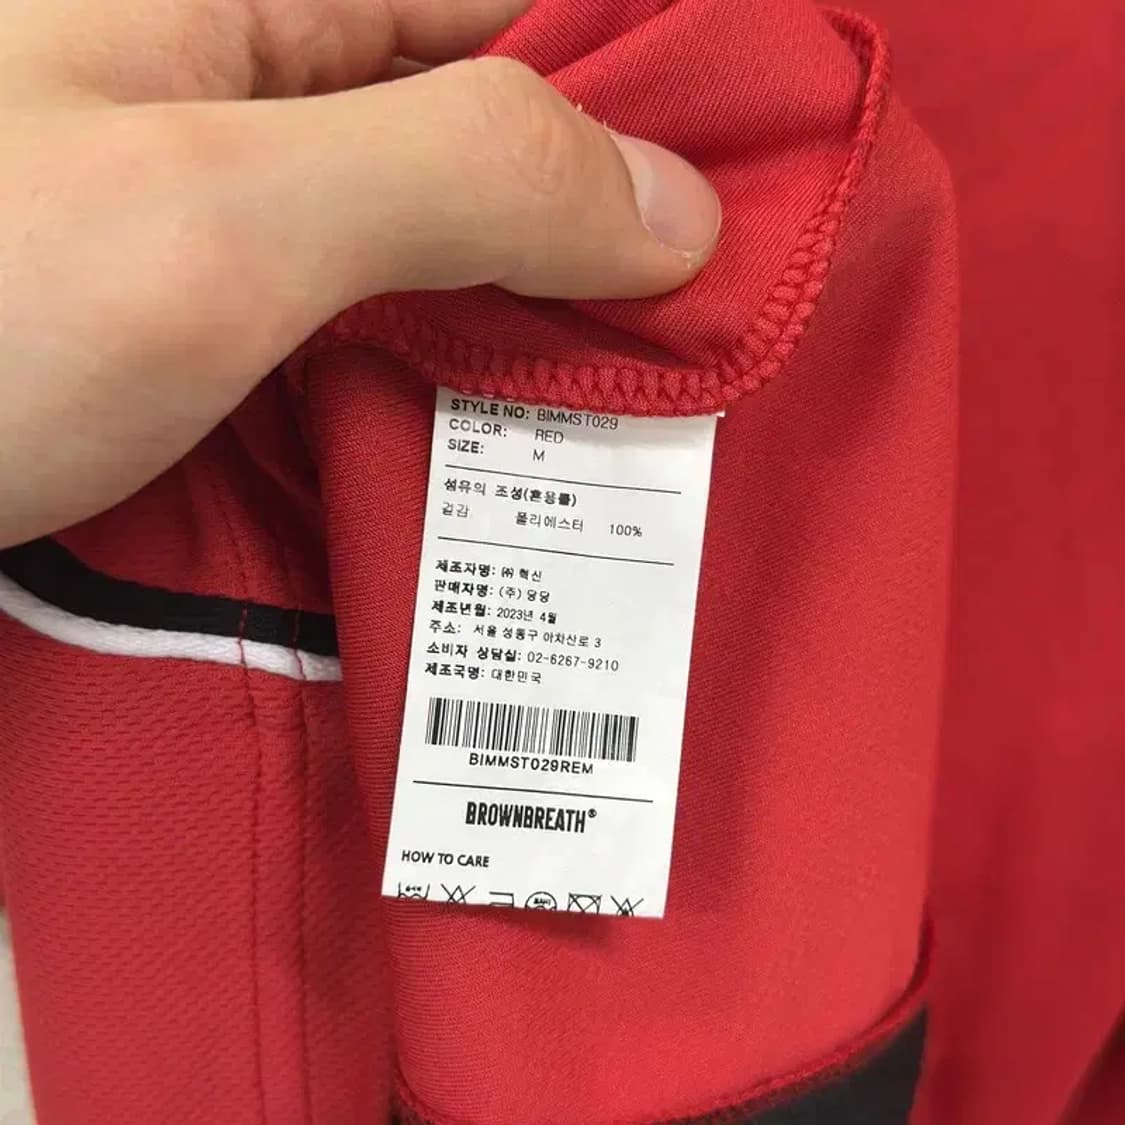 STYLE NO: BIMMST029
COLOR: RED
SIZE: M
섬유의 조성(혼용률)
겉감 폴리에스터 100%
제조자명: ㈜ 혁신
판매자명: (주) 당당
제조년월: 2023년 4월
주소: 서울 성동구 아차산로 3
소비자 상담실: 02-6267-9210
제조국명: 대한민국
BIMMST029REM
BROWNBREATH®
HOW TO CARE